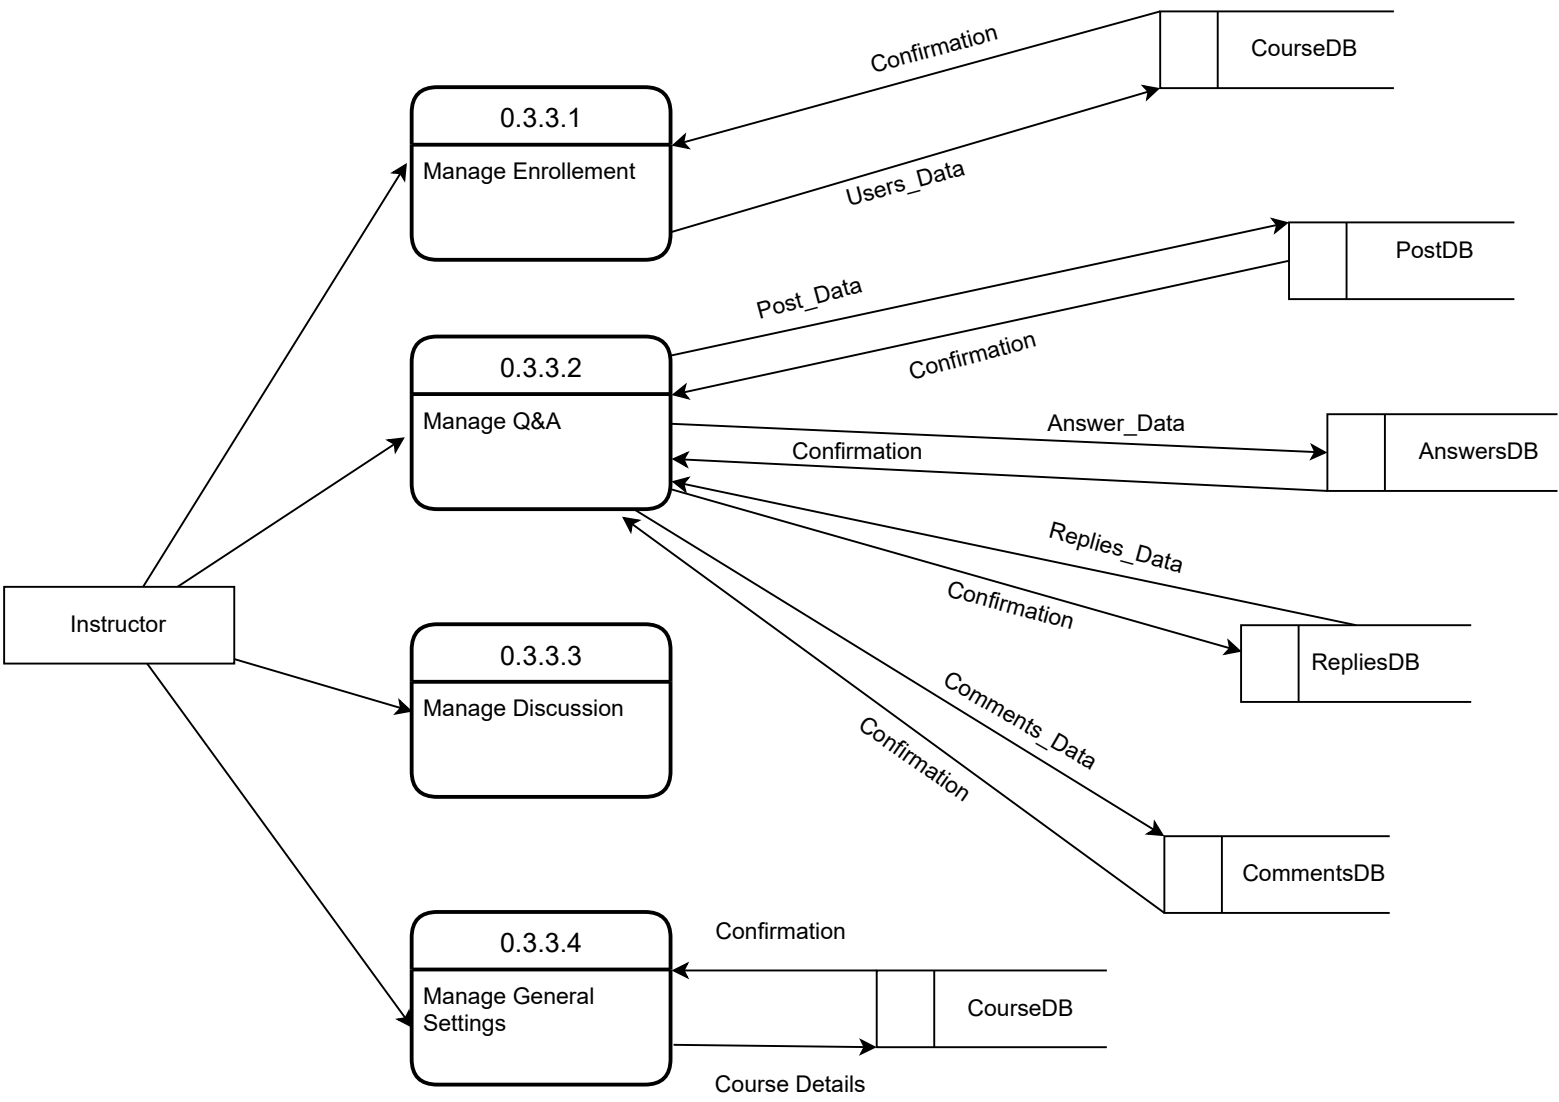 Confirmation
CourseDB
0.3.3.1
Manage Enrollement
Users_Data
PostDB
Post_Data
Confirmation
0.3.3.2
Manage Q&A
Answer_Data
Confirmation
AnswersDB
Replies_Data
Confirmation
RepliesDB
Instructor
0.3.3.3
Manage Discussion
Comments_Data
Confirmation
CommentsDB
0.3.3.4
Manage General
Settings
Confirmation
CourseDB
Course Details